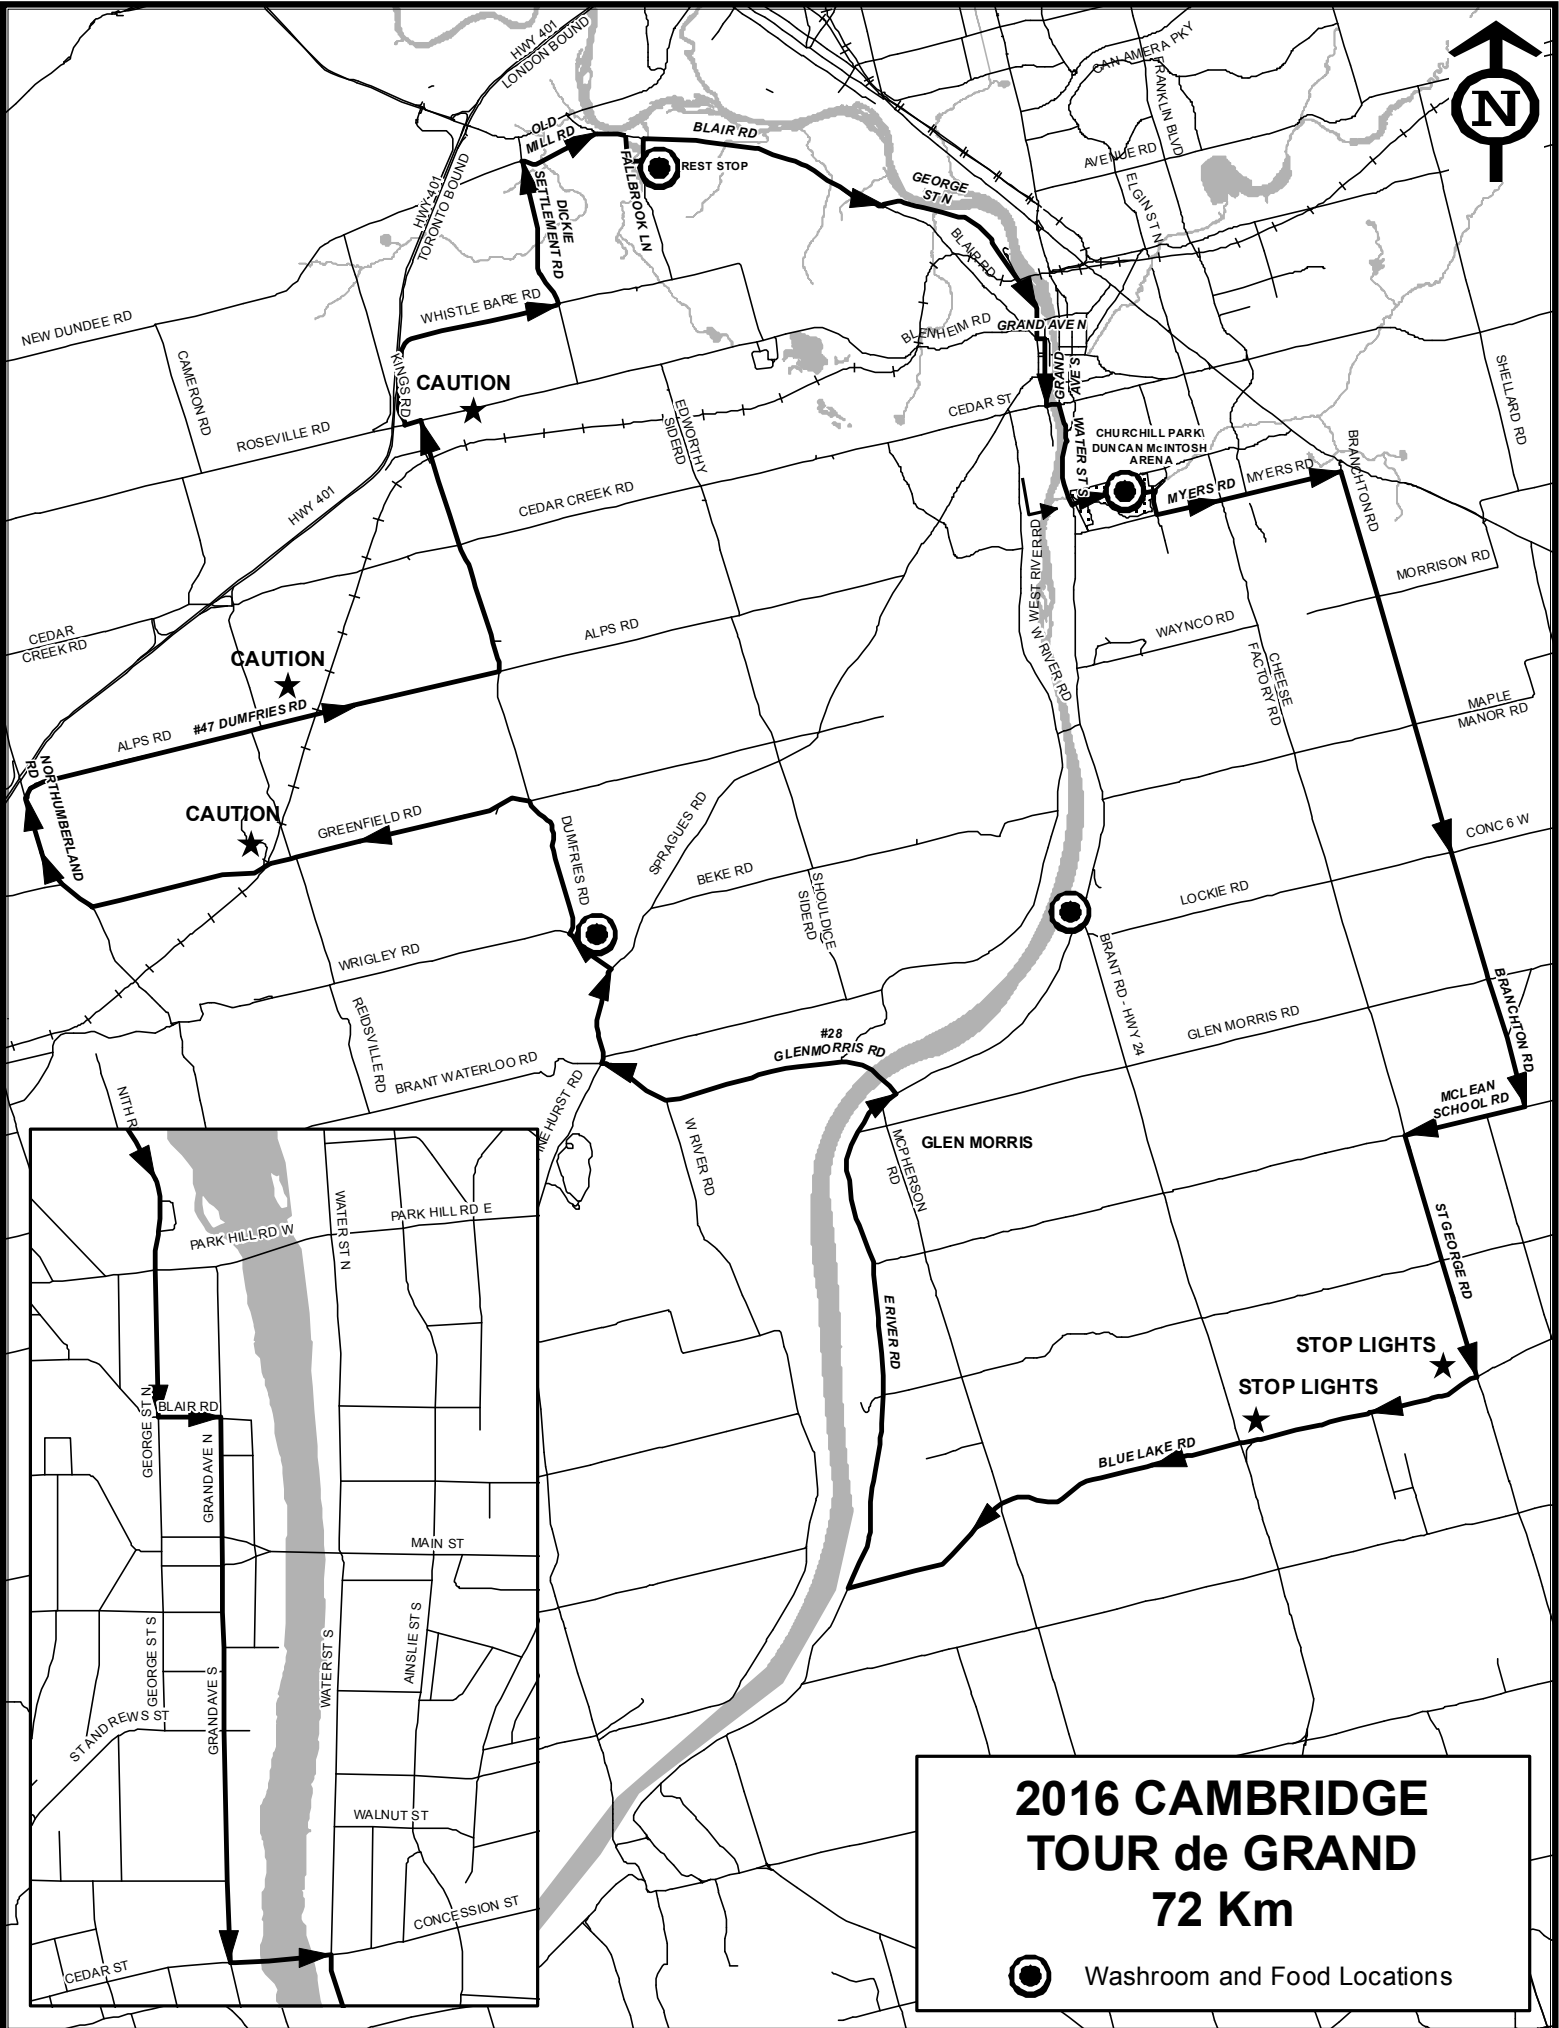 HWY 401
LONDON BOUND
CAN AMERA PKY
FRANKLIN BLVD
N
OLD
MILL RD
BLAIR RD
AVENUE RD
REST STOP
HWY 401
TORONTO BOUND
DICKIE
SETTLEMENT RD
FALLBROOK LN
GEORGE
ST N
ELGIN ST N
BLAIR RD
NEW DUNDEE RD
WHISTLE BARE RD
BLENHEIM RD
GRAND AVE N
CAMERON RD
KINGS RD
CAUTION
GRAND
AVE S
SHELLARD RD
EDWORTHY
SIDERD
CEDAR ST
ROSEVILLE RD
WATER ST S
CHURCHILL PARK\
DUNCAN McINTOSH
ARENA
BRANCHTON RD
MYERS RD
MYERS RD
HWY 401
CEDAR CREEK RD
W WEST RIVER RD
MORRISON RD
CEDAR
CREEK RD
ALPS RD
WAYNCO RD
CAUTION
W RIVER RD
CHEESE
FACTORY RD
MAPLE
MANOR RD
#47 DUMFRIES RD
ALPS RD
NORTHUMBERLAND
RD
CAUTION
GREENFIELD RD
DUMFRIES RD
SPRAGUES RD
CONC 6 W
BEKE RD
SHOULDICE
SIDERD
LOCKIE RD
WRIGLEY RD
BRANT RD - HWY 24
BRANCHTON RD
REIDSVILLE RD
GLEN MORRIS RD
#28
GLENMORRIS RD
BRANT WATERLOO RD
NITH R
NE HURST RD
W RIVER RD
MCPHERSON
RD
GLEN MORRIS
MCLEAN
SCHOOL RD
ST GEORGE RD
E RIVER RD
STOP LIGHTS
STOP LIGHTS
BLUE LAKE RD
WATER ST N
PARK HILL RD E
PARK HILL RD W
GEORGE ST N
BLAIR RD
GRAND AVE N
MAIN ST
GEORGE ST S
AINSLIE ST S
WATER ST S
GRAND AVE S
ST ANDREWS ST
WALNUT ST
CONCESSION ST
CEDAR ST
2016 CAMBRIDGE
TOUR de GRAND
72 Km
Washroom and Food Locations